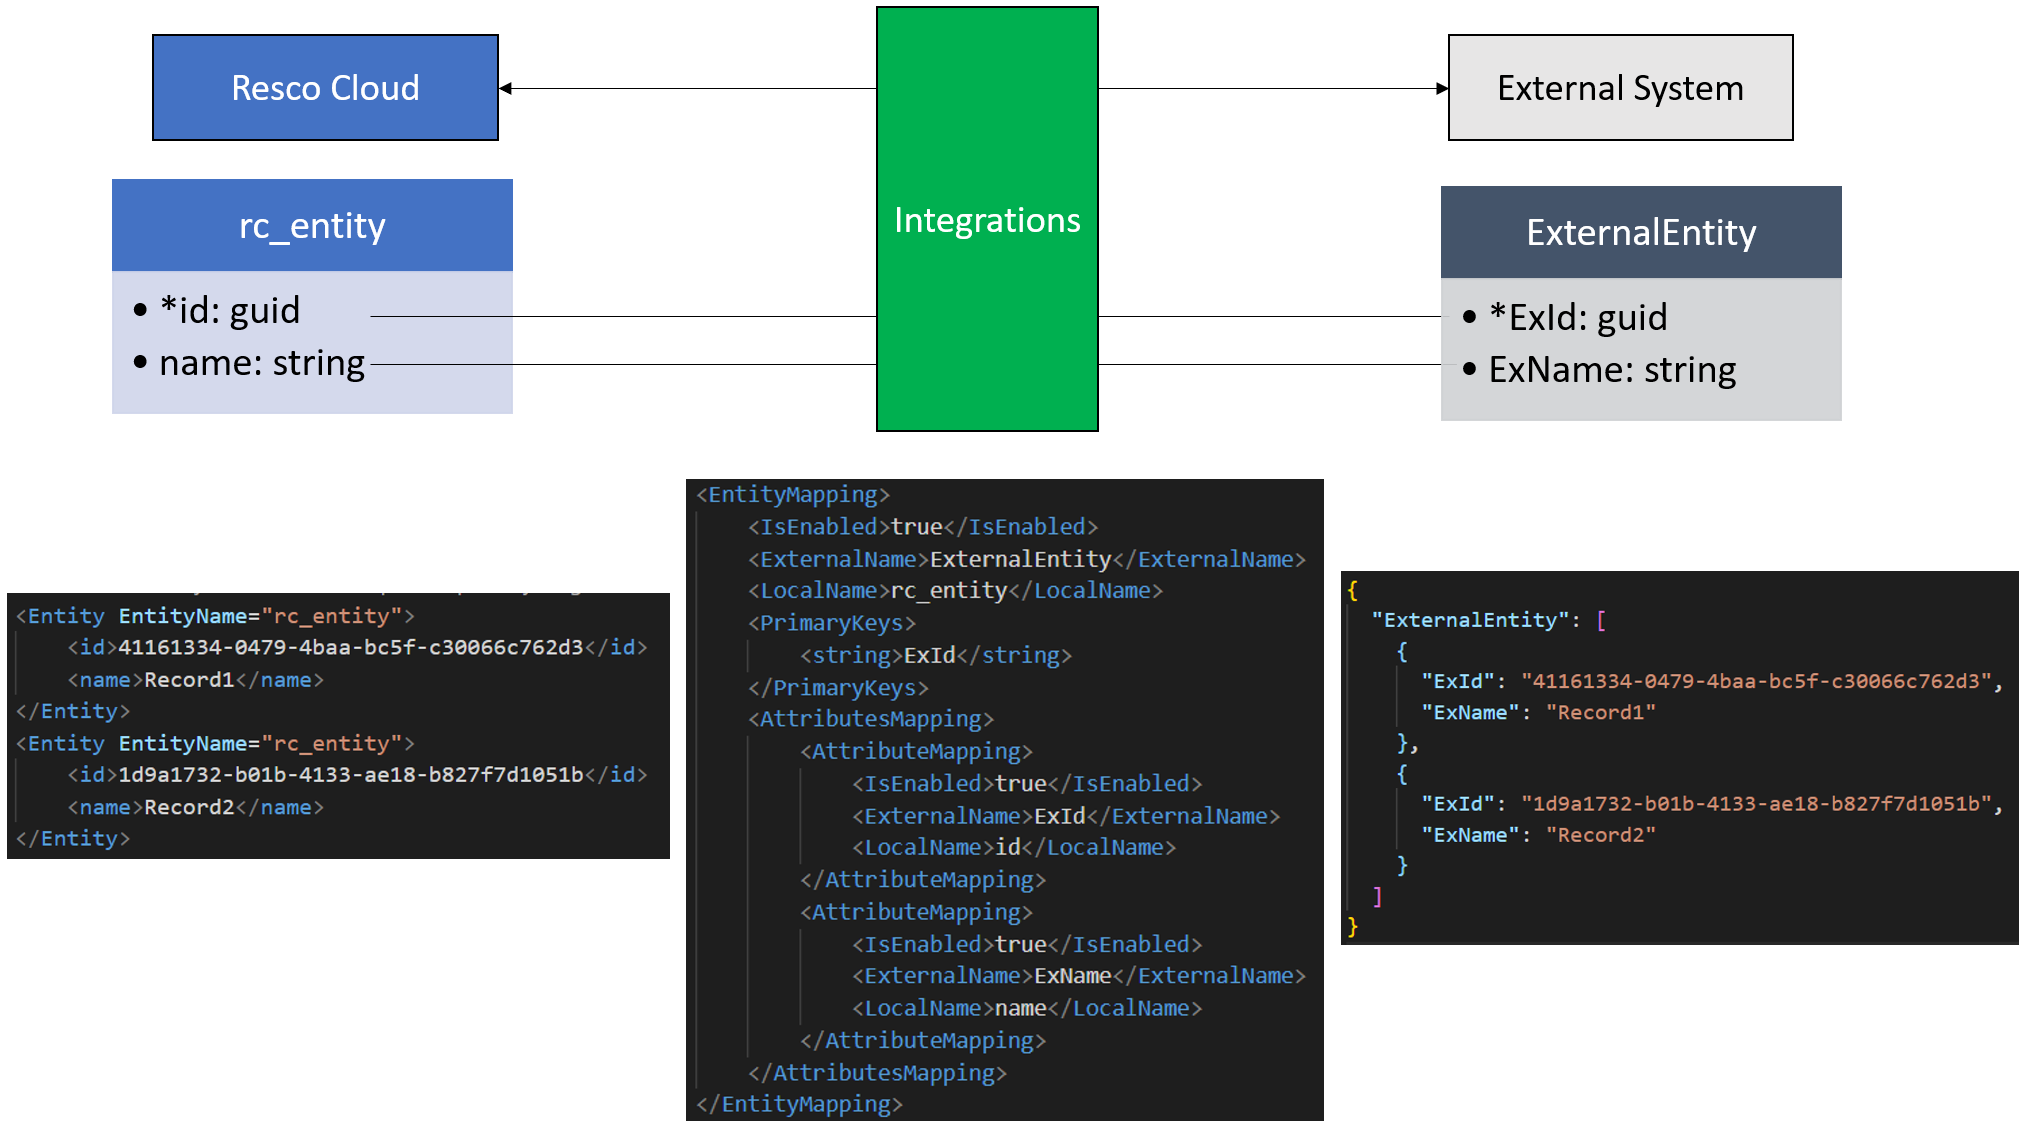 Resco Cloud
Integrations
External System
rc_entity
• *id: guid
• name: string
ExternalEntity
• *ExId: guid
• ExName: string
<Entity EntityName="rc_entity">
<id>41161334-0479-4baa-bc5f-c30066c762d3</id>
<name>Record1</name>
</Entity>
<Entity EntityName="rc_entity">
<id>1d9a1732-b01b-4133-ae18-b827f7d1051b</id>
<name>Record2</name>
</Entity>
<EntityMapping>
<IsEnabled>true</IsEnabled>
<ExternalName>ExternalEntity</ExternalName>
<LocalName>rc_entity</LocalName>
<PrimaryKeys>
<string>ExId</string>
</PrimaryKeys>
<AttributesMapping>
<AttributeMapping>
<IsEnabled>true</IsEnabled>
<ExternalName>ExId</ExternalName>
<LocalName>id</LocalName>
</AttributeMapping>
<AttributeMapping>
<IsEnabled>true</IsEnabled>
<ExternalName>ExName</ExternalName>
<LocalName>name</LocalName>
</AttributeMapping>
</AttributesMapping>
</EntityMapping>
{
"ExternalEntity": [
{
"ExId": "41161334-0479-4baa-bc5f-c30066c762d3",
"ExName": "Record1"
},
{
"ExId": "1d9a1732-b01b-4133-ae18-b827f7d1051b",
"ExName": "Record2"
}
]
}